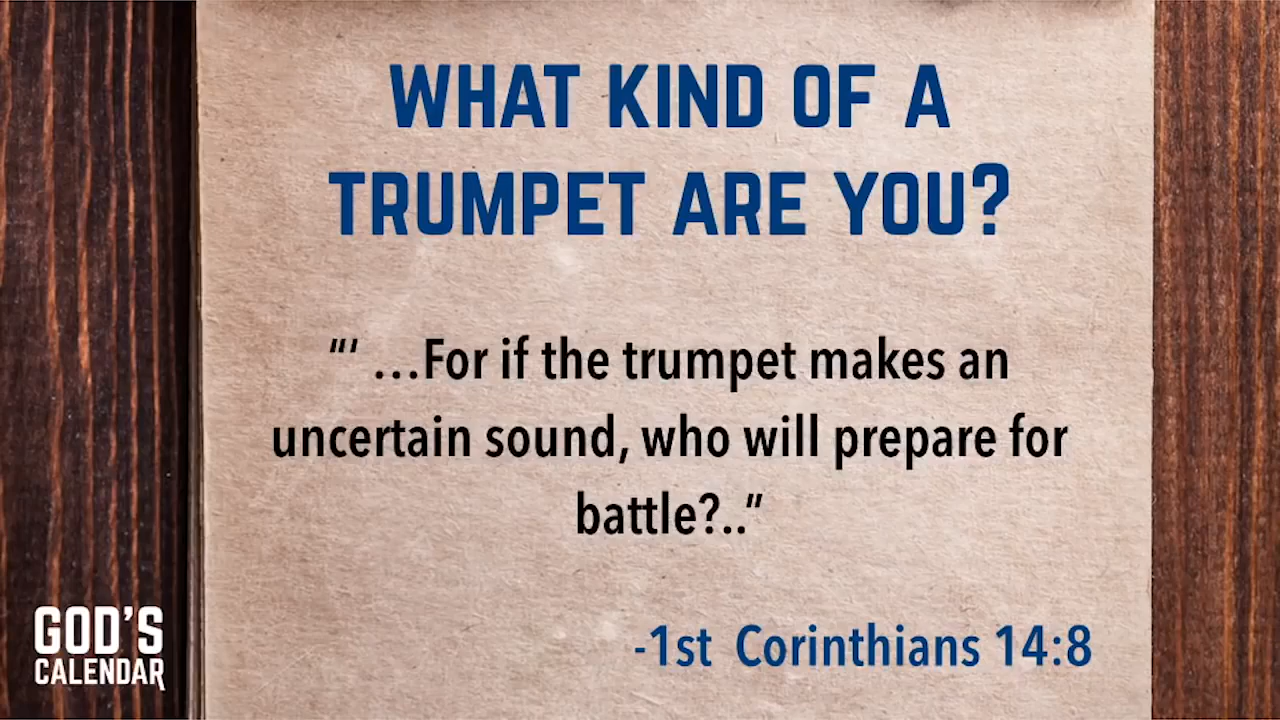 WHAT KIND OF A
TRUMPET ARE YOU?
"' ...For if the trumpet makes an
uncertain sound, who will prepare for
battle?.."
-1st Corinthians 14:8
GOD'S
CALENDAR